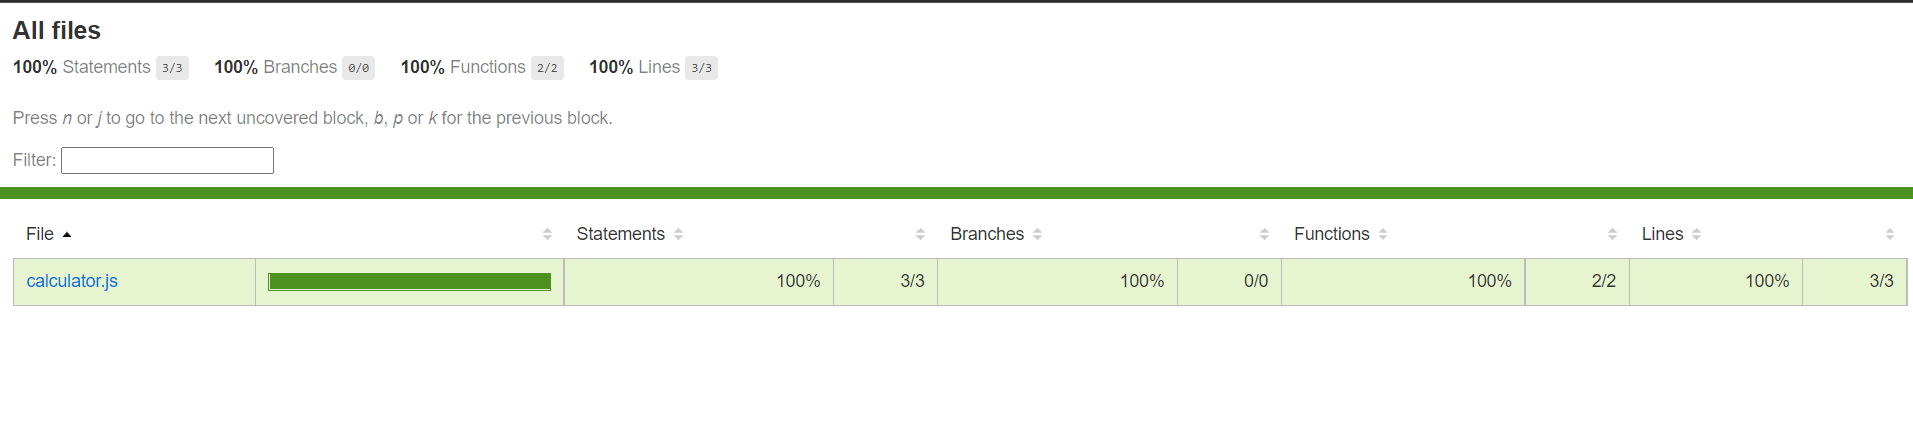 All files
100% Statements 3/3 100% Branches 0/0 100% Functions 2/2 100% Lines 3/3
Press n or j to go to the next uncovered block, b, p or k for the previous block.
Filter:
File Statements Branches Functions Lines
calculator.js 100% 3/3 100% 0/0 100% 2/2 100% 3/3